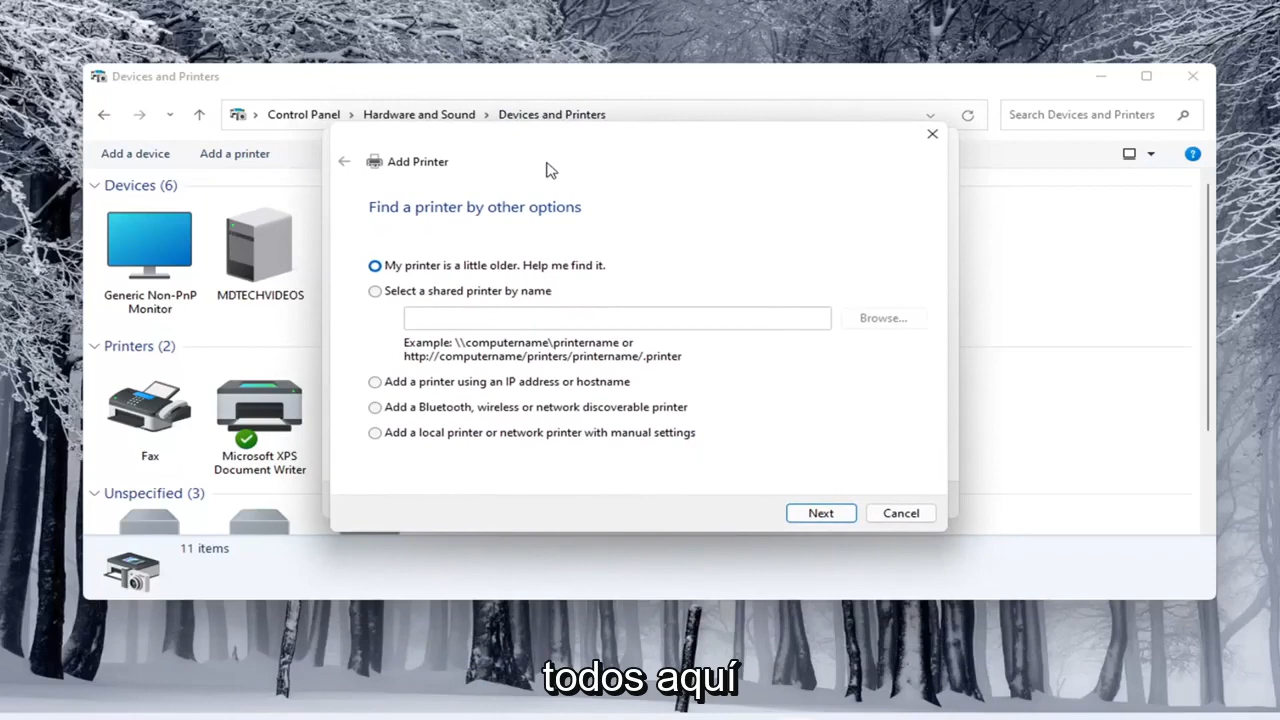 Devices and Printers
Control Panel > Hardware and Sound > Devices and Printers
Search Devices and Printers
Add a device
Add a printer
Devices (6)
Generic Non-PnP
Monitor
MDTECHVIDEOS
Printers (2)
Fax
Microsoft XPS
Document Writer
Unspecified (3)
11 items
Add Printer
Find a printer by other options
My printer is a little older. Help me find it.
Select a shared printer by name
Browse...
Example: \\computername\printername or
http://computername/printers/printername/.printer
Add a printer using an IP address or hostname
Add a Bluetooth, wireless or network discoverable printer
Add a local printer or network printer with manual settings
Next
Cancel
todos aquí